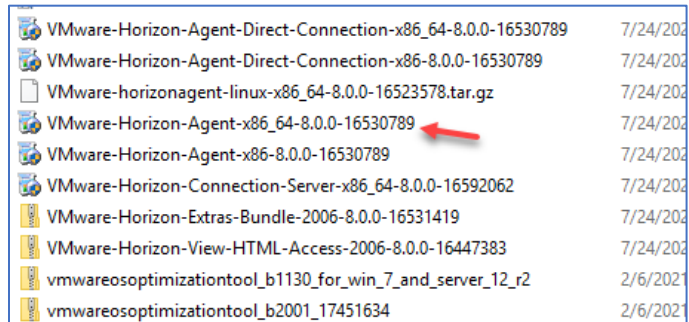 VMware-Horizon-Agent-Direct-Connection-x86_64-8.0.0-16530789 7/24/202
VMware-Horizon-Agent-Direct-Connection-x86-8.0.0-16530789 7/24/202
VMware-horizonagent-linux-x86_64-8.0.0-16523578.tar.gz 7/24/202
VMware-Horizon-Agent-x86_64-8.0.0-16530789 7/24/202
VMware-Horizon-Agent-x86-8.0.0-16530789 7/24/202
VMware-Horizon-Connection-Server-x86_64-8.0.0-16592062 7/24/202
VMware-Horizon-Extras-Bundle-2006-8.0.0-16531419 7/24/202
VMware-Horizon-View-HTML-Access-2006-8.0.0-16447383 7/24/202
vmwareosoptimizationtool_b1130_for_win_7_and_server_12_r2 2/6/2021
vmwareosoptimizationtool_b2001_17451634 2/6/2021